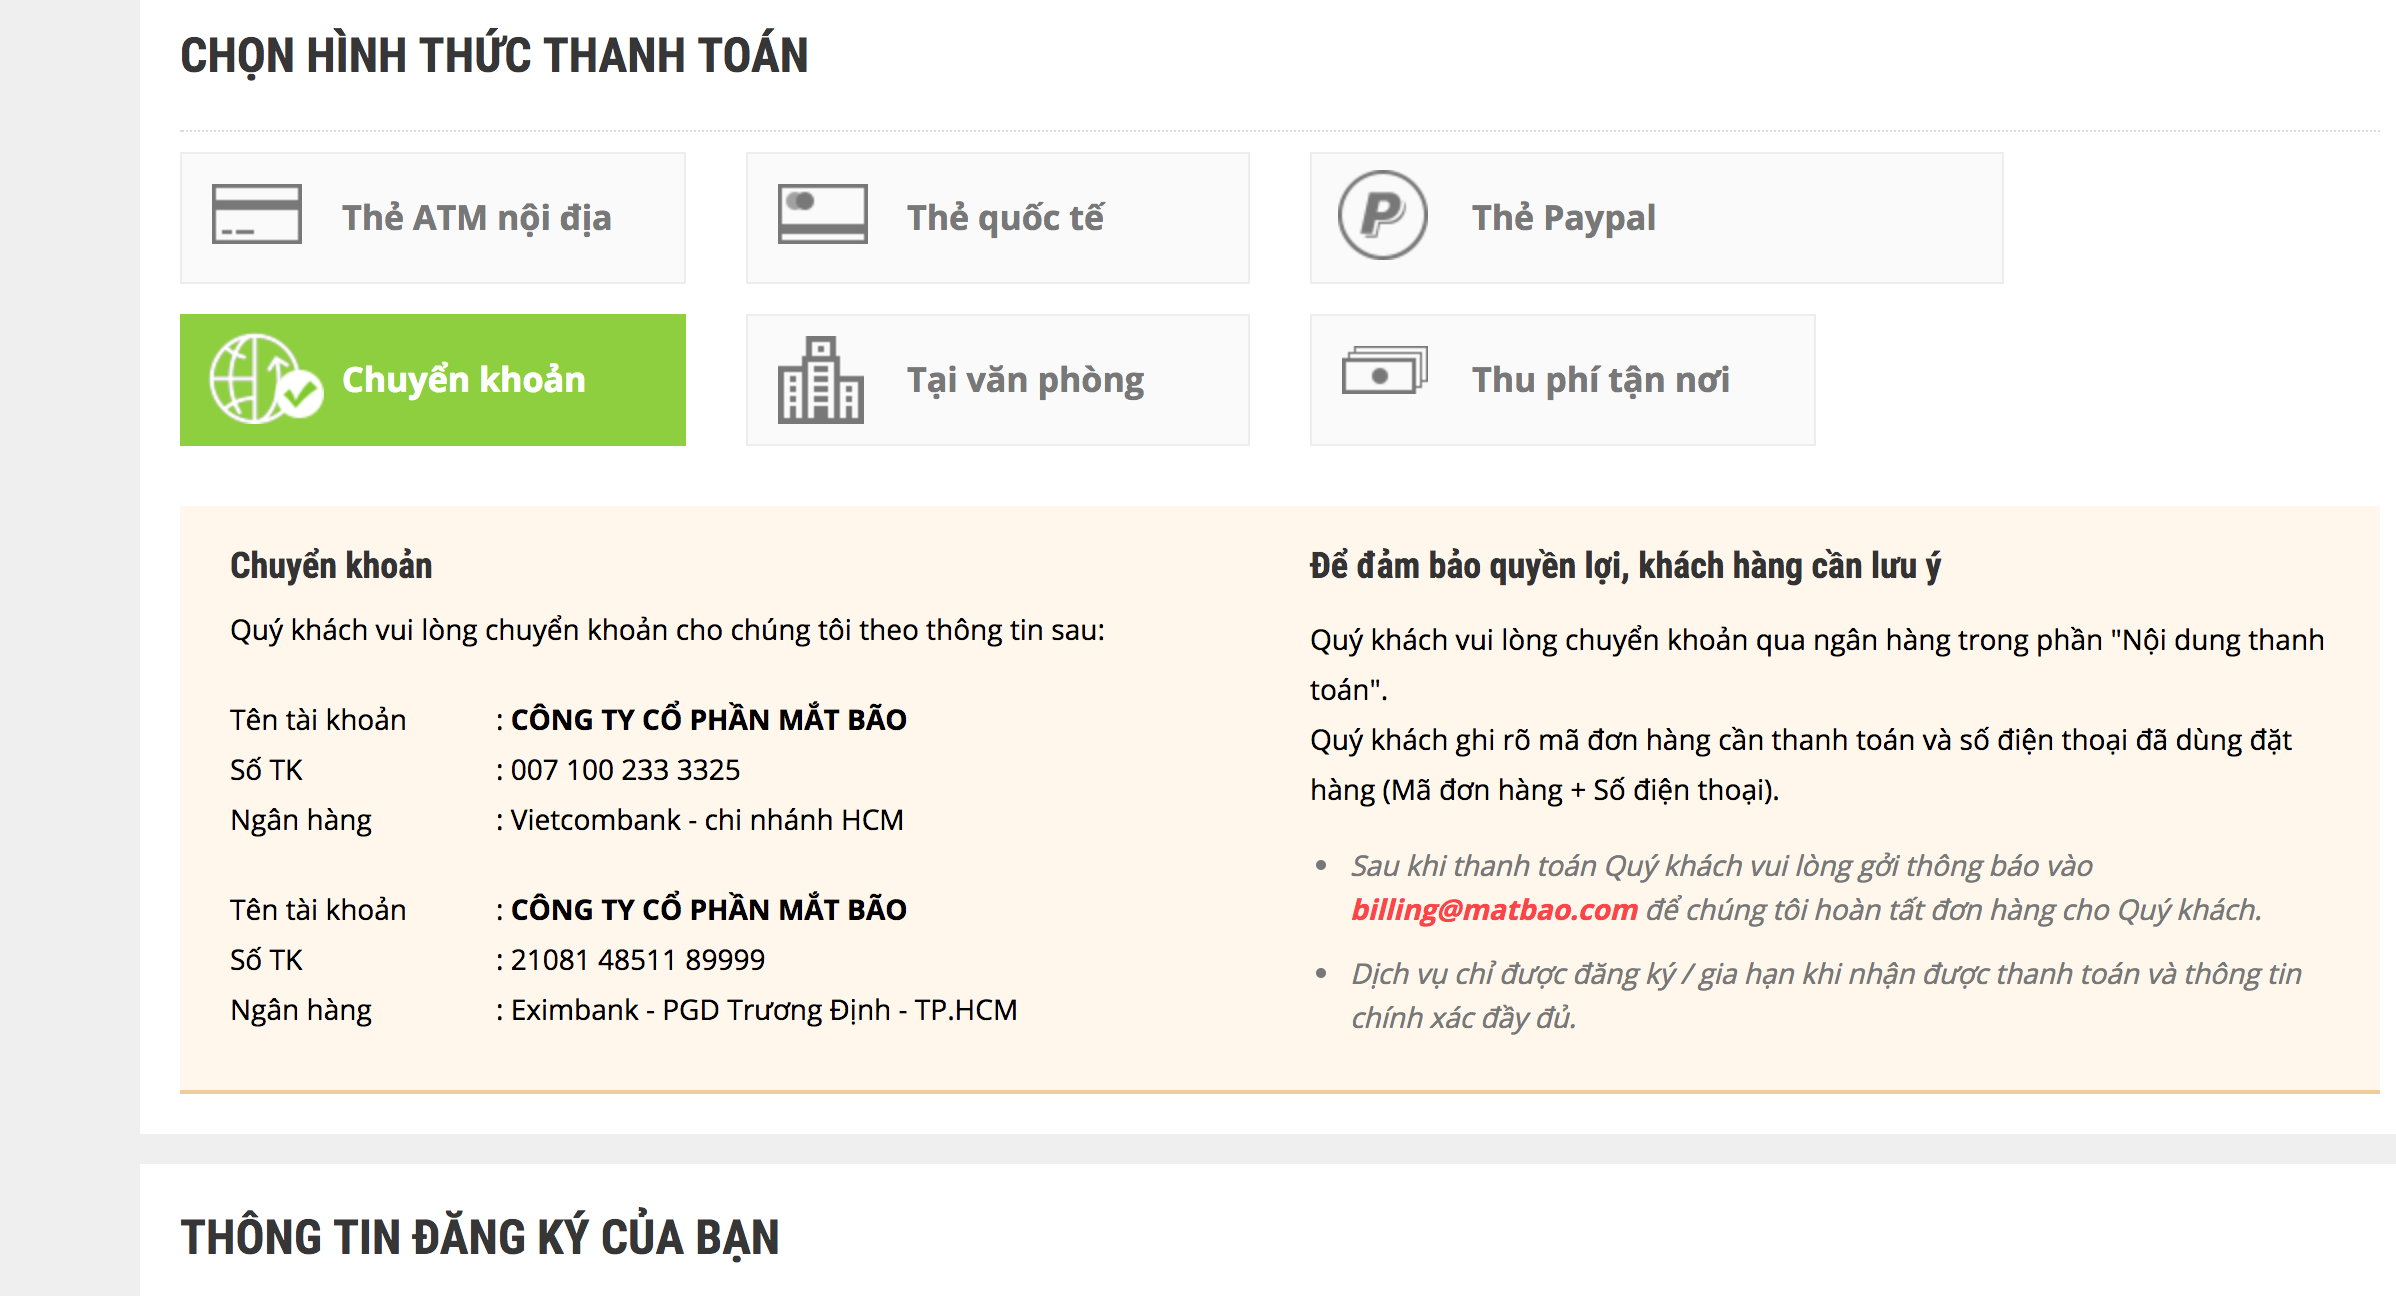 CHỌN HÌNH THỨC THANH TOÁN
Thẻ ATM nội địa
Thẻ quốc tế
Thẻ Paypal
Chuyển khoản
Tại văn phòng
Thu phí tận nơi
Chuyển khoản
Quý khách vui lòng chuyển khoản cho chúng tôi theo thông tin sau:
Tên tài khoản : CÔNG TY CỔ PHẦN MẮT BÃO
Số TK : 007 100 233 3325
Ngân hàng : Vietcombank - chi nhánh HCM
Tên tài khoản : CÔNG TY CỔ PHẦN MẮT BÃO
Số TK : 21081 48511 89999
Ngân hàng : Eximbank - PGD Trương Định - TP.HCM
Để đảm bảo quyền lợi, khách hàng cần lưu ý
Quý khách vui lòng chuyển khoản qua ngân hàng trong phần "Nội dung thanh
toán".
Quý khách ghi rõ mã đơn hàng cần thanh toán và số điện thoại đã dùng đặt
hàng (Mã đơn hàng + Số điện thoại).
• Sau khi thanh toán Quý khách vui lòng gởi thông báo vào
billing@matbao.com để chúng tôi hoàn tất đơn hàng cho Quý khách.
• Dịch vụ chỉ được đăng ký / gia hạn khi nhận được thanh toán và thông tin
chính xác đầy đủ.
THÔNG TIN ĐĂNG KÝ CỦA BẠN